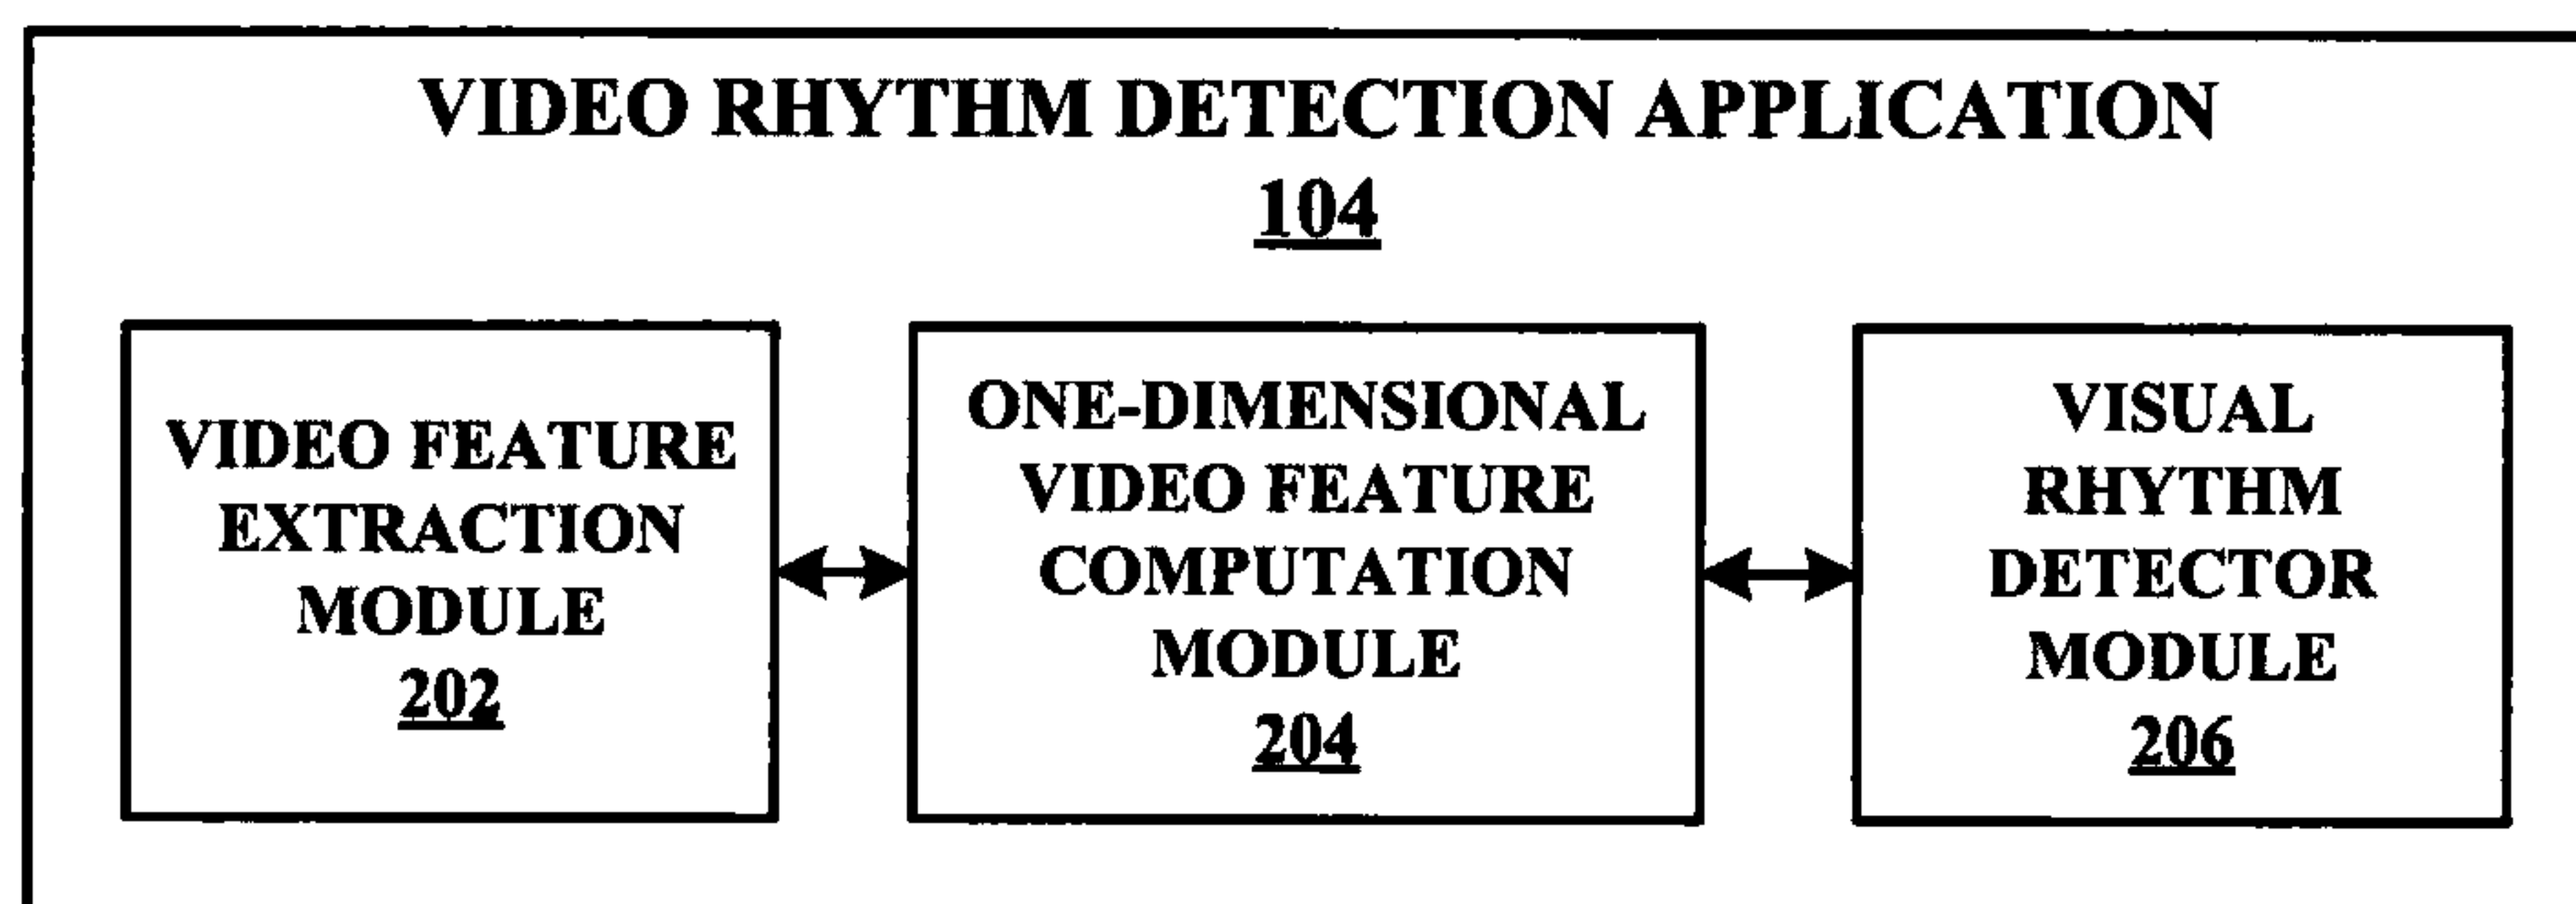 VIDEO RHYTHM DETECTION APPLICATION
104
VIDEO FEATURE
EXTRACTION
MODULE
202
ONE-DIMENSIONAL
VIDEO FEATURE
COMPUTATION
MODULE
204
VISUAL
RHYTHM
DETECTOR
MODULE
206